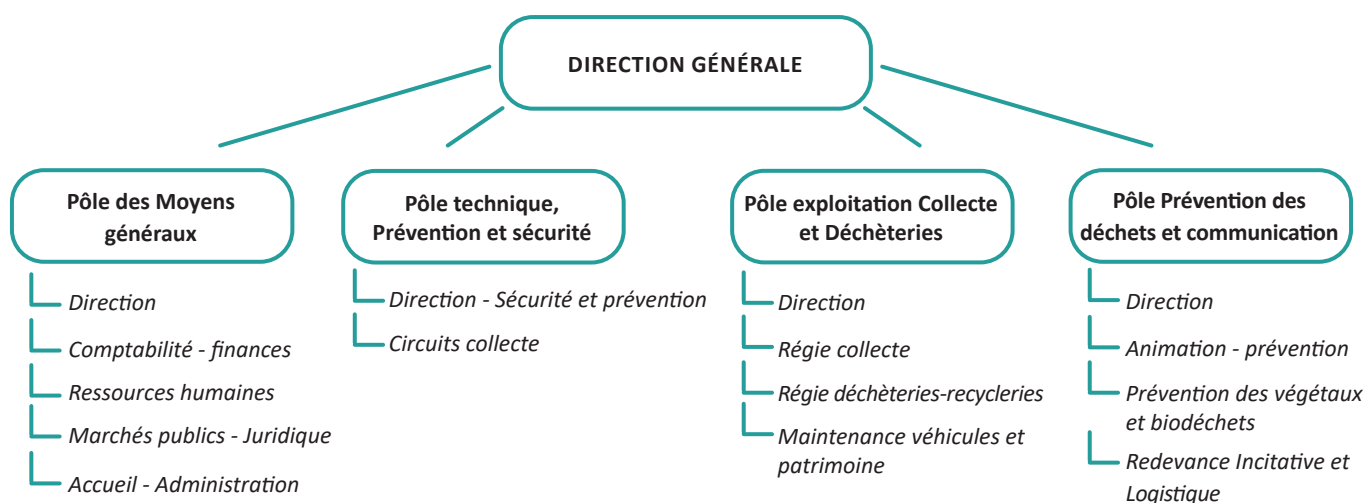 DIRECTION GÉNÉRALE
Pôle des Moyens
généraux
Direction
Comptabilité - finances
Ressources humaines
Marchés publics - Juridique
Accueil - Administration
Pôle technique,
Prévention et sécurité
Direction - Sécurité et prévention
Circuits collecte
Pôle exploitation Collecte
et Déchèteries
Direction
Régie collecte
Régie déchèteries-recycleries
Maintenance véhicules et
patrimoine
Pôle Prévention des
déchets et communication
Direction
Animation - prévention
Prévention des végétaux
et biodéchets
Redevance Incitative et
Logistique